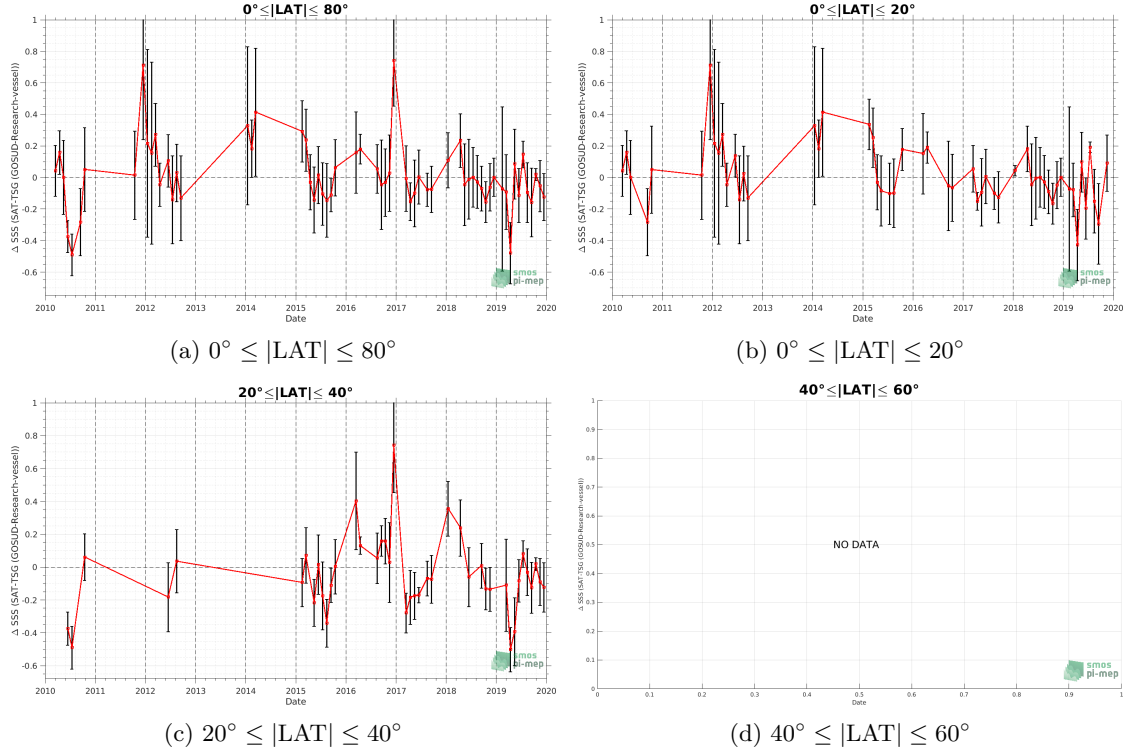 0°≤|LAT|≤ 80°
Δ SSS (SAT-TSG (GOSUD-Research-vessel))
1
0.8
0.6
0.4
0.2
0
-0.2
-0.4
-0.6
2010 2011 2012 2013 2014 2015 2016 2017 2018 2019 2020
Date
smos
pi-mep
(a) 0° ≤ |LAT| ≤ 80°
0°≤|LAT|≤ 20°
Δ SSS (SAT-TSG (GOSUD-Research-vessel))
1
0.8
0.6
0.4
0.2
0
-0.2
-0.4
-0.6
2010 2011 2012 2013 2014 2015 2016 2017 2018 2019 2020
Date
smos
pi-mep
(b) 0° ≤ |LAT| ≤ 20°
20°≤|LAT|≤ 40°
Δ SSS (SAT-TSG (GOSUD-Research-vessel))
1
0.8
0.6
0.4
0.2
0
-0.2
-0.4
-0.6
2010 2011 2012 2013 2014 2015 2016 2017 2018 2019 2020
Date
smos
pi-mep
(c) 20° ≤ |LAT| ≤ 40°
40°≤|LAT|≤ 60°
Δ SSS (SAT-TSG (GOSUD-Research-vessel))
1
0.9
0.8
0.7
0.6
0.5
0.4
0.3
0.2
0.1
0
NO DATA
0 0.1 0.2 0.3 0.4 0.5 0.6 0.7 0.8 0.9 1
Date
smos
pi-mep
(d) 40° ≤ |LAT| ≤ 60°